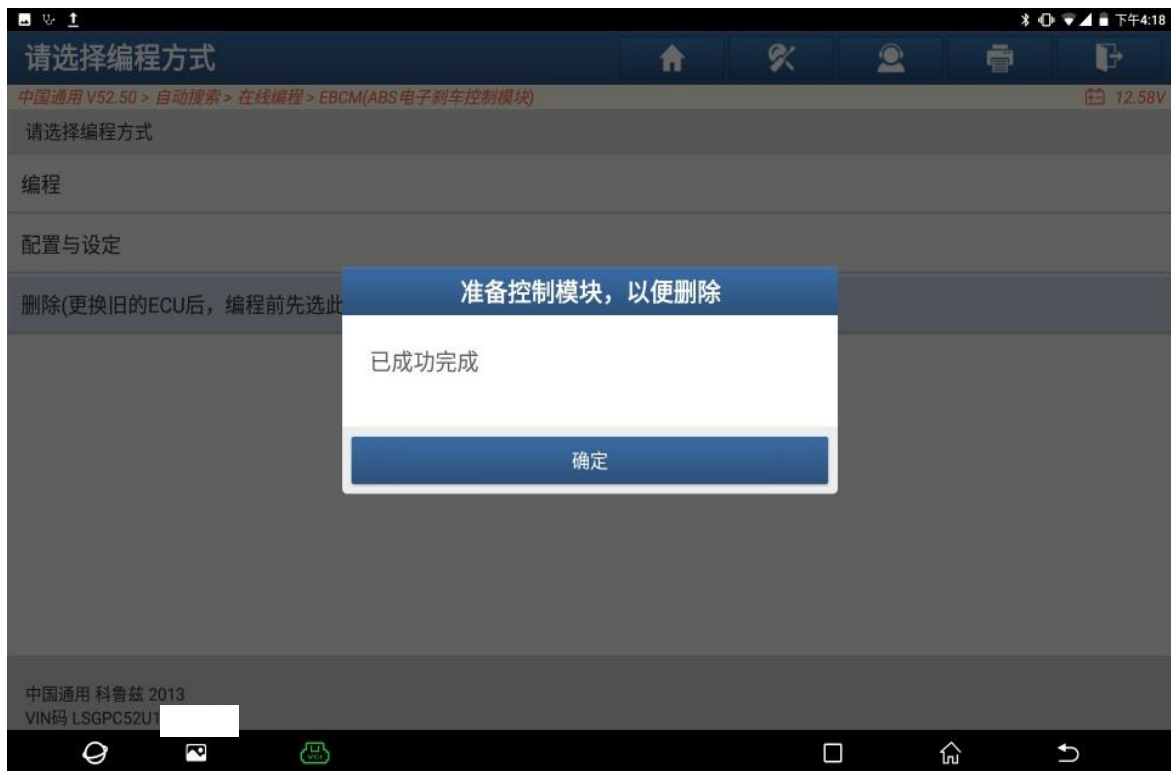 下午4:18
请选择编程方式
中国通用 V52.50 > 自动搜索 > 在线编程 > EBCM(ABS电子刹车控制模块)
12.58V
请选择编程方式
编程
配置与设定
删除(更换旧的ECU后，编程前先选此
准备控制模块，以便删除
已成功完成
确定
中国通用 科鲁兹 2013
VIN码 LSGPC52U1
VCI